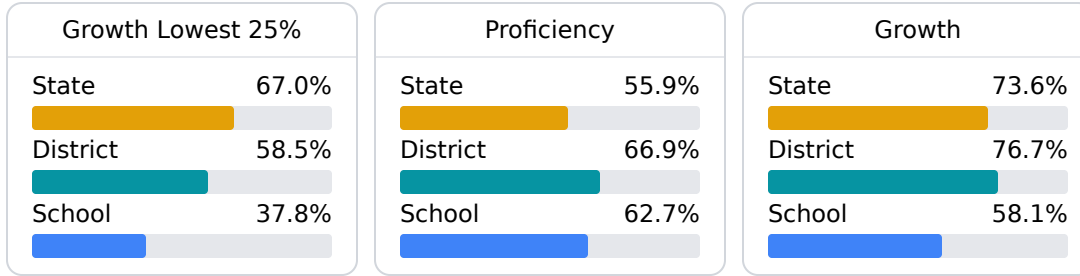 Growth Lowest 25%
State 67.0%
District 58.5%
School 37.8%
Proficiency
State 55.9%
District 66.9%
School 62.7%
Growth
State 73.6%
District 76.7%
School 58.1%